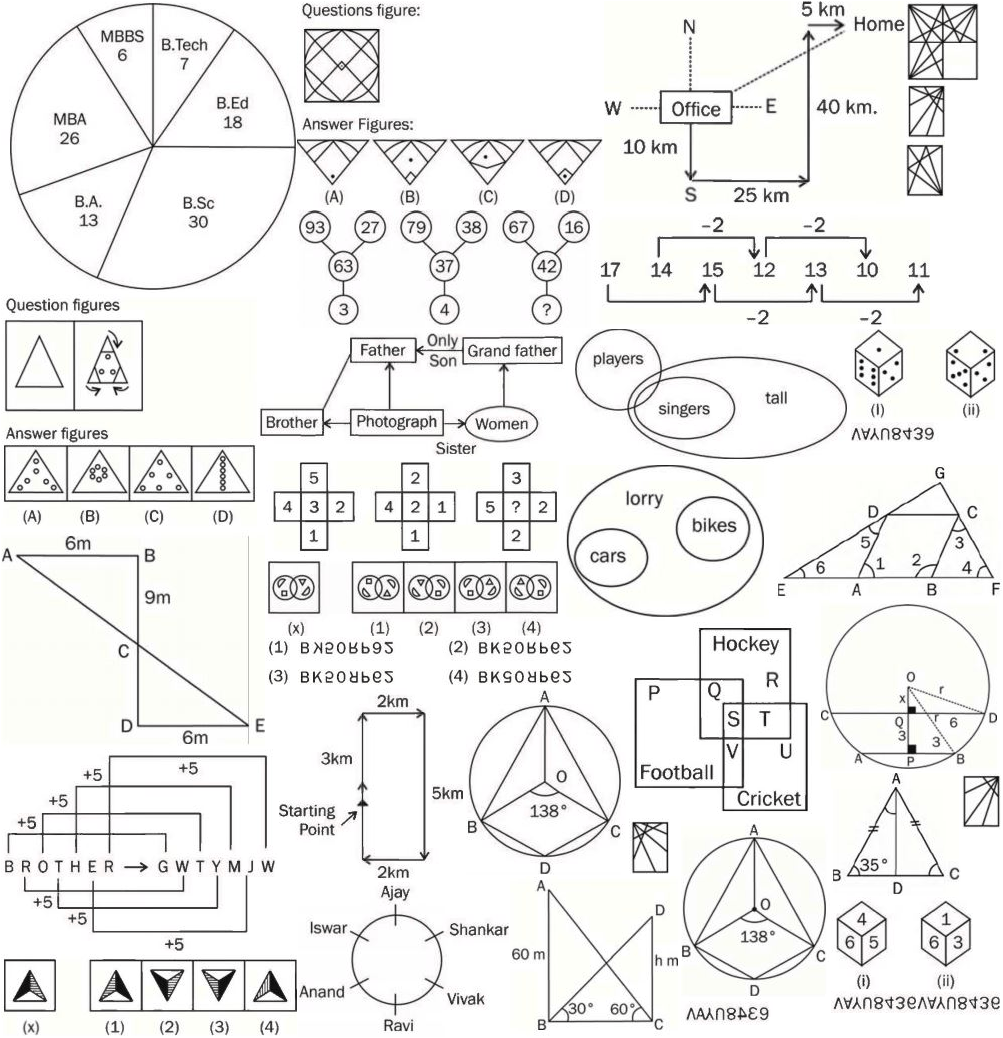 MBBS
6
B.Tech
7
B.Ed
18
MBA
26
B.A.
13
B.Sc
30
Questions figure:
Answer Figures:
(A) (B) (C) (D)
5 km
Home
N
W Office E
40 km.
10 km
S
25 km
93 27 79 38 67 16
63 37 42
3 4 ?
–2 –2
17 14 15 12 13 10 11
–2 –2
Question figures
Answer figures
(A) (B) (C) (D)
Father
Only
Son
Grand father
Brother
Photograph
Women
Sister
players
singers
tall
(I) (ii)
VAYU8439
5 2 3
4 3 2 4 2 1 5 ? 2
1 1 2
lorry
bikes
cars
G
D C
5 3
6 1 2 4
E A B F
6m
A B
9m
C
D E
6m
(x) (1) (2) (3) (4)
(1) BK50RP62 (2) BK50RP62
(3) BK50RP62 (4) BK50RP62
Hockey
P Q R
S T
V U
Football
Cricket
O
x r
C Q r 6 D
3 3
A P B
2km
3km
Starting
Point
5km
2km
A
O
138°
B C
D
A
B 35° C
D
+5
+5
+5
+5
B R O T H E R → G W T Y M J W
+5
+5
+5
Ajay
Iswar Shankar
Anand Vivak
Ravi
A
D
60 m h m
30° 60°
B C
A
O
138°
B C
D
VAYU8439
4 1
6 5 6 3
(i) (ii)
VAYU8436VAYU8436
(x) (1) (2) (3) (4)